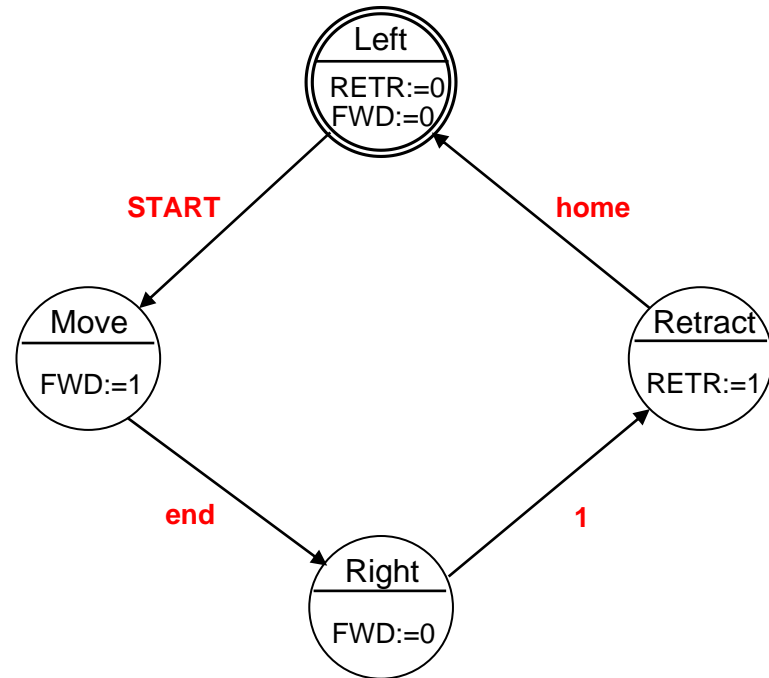 Left
RETR:=0
FWD:=0
START
home
Move
FWD:=1
Retract
RETR:=1
end
1
Right
FWD:=0